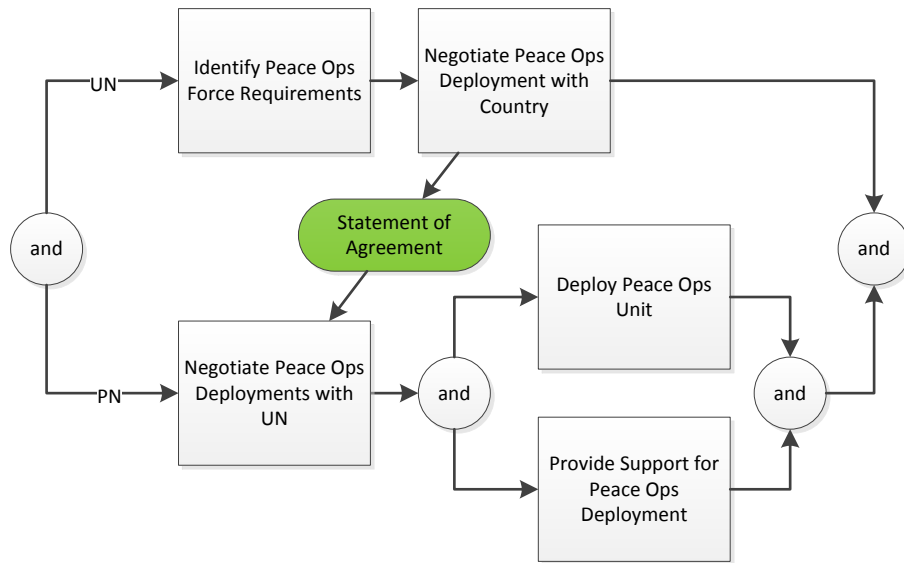 UN
Identify Peace Ops
Force Requirements
Negotiate Peace Ops
Deployment with
Country
and
Statement of
Agreement
and
Deploy Peace Ops
Unit
PN
Negotiate Peace Ops
Deployments with
UN
and
and
Provide Support for
Peace Ops
Deployment